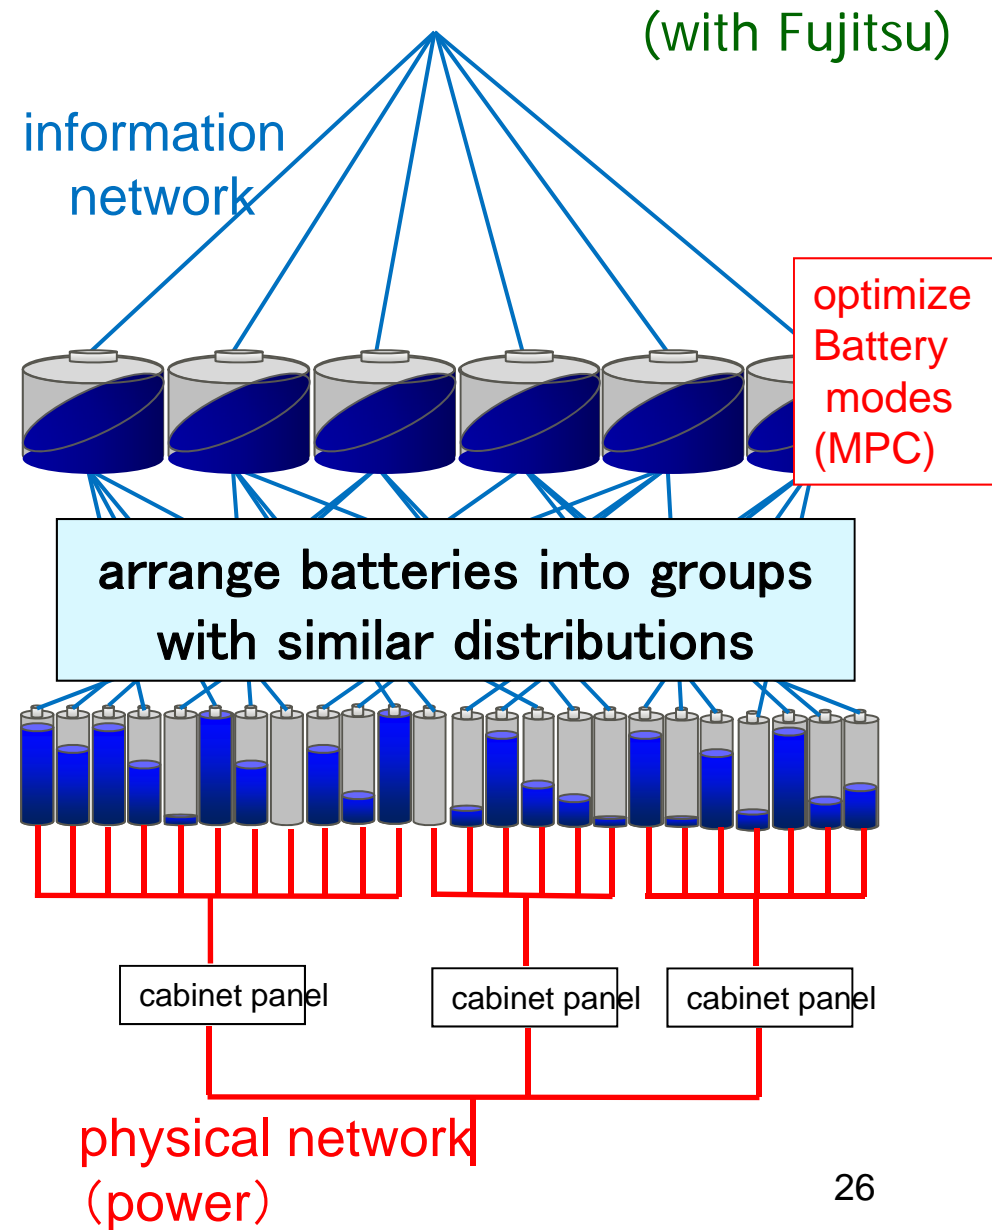 (with Fujitsu)
information
network
optimize
Battery
modes
(MPC)
arrange batteries into groups
with similar distributions
cabinet panel
cabinet panel
cabinet panel
physical network
（power）
26